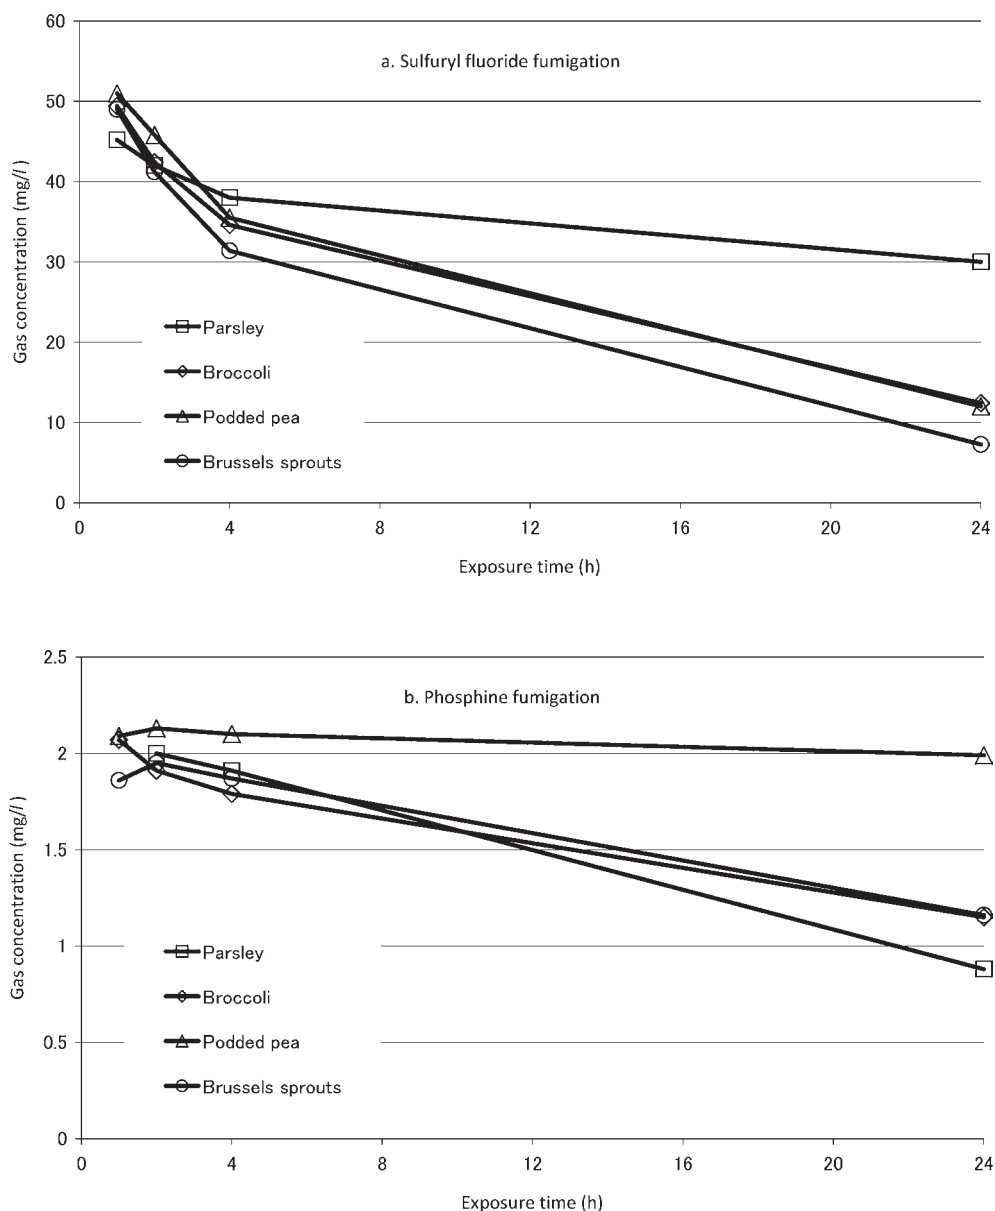 60
a. Sulfuryl fluoride fumigation
50
40
30
20
10
0
Gas concentration (mg/l)
Parsley
Broccoli
Podded pea
Brussels sprouts
0 4 8 12 16 20 24
Exposure time (h)
2.5
b. Phosphine fumigation
2
1.5
1
0.5
0
Gas concentration (mg/l)
Parsley
Broccoli
Podded pea
Brussels sprouts
0 4 8 12 16 20 24
Exposure time (h)